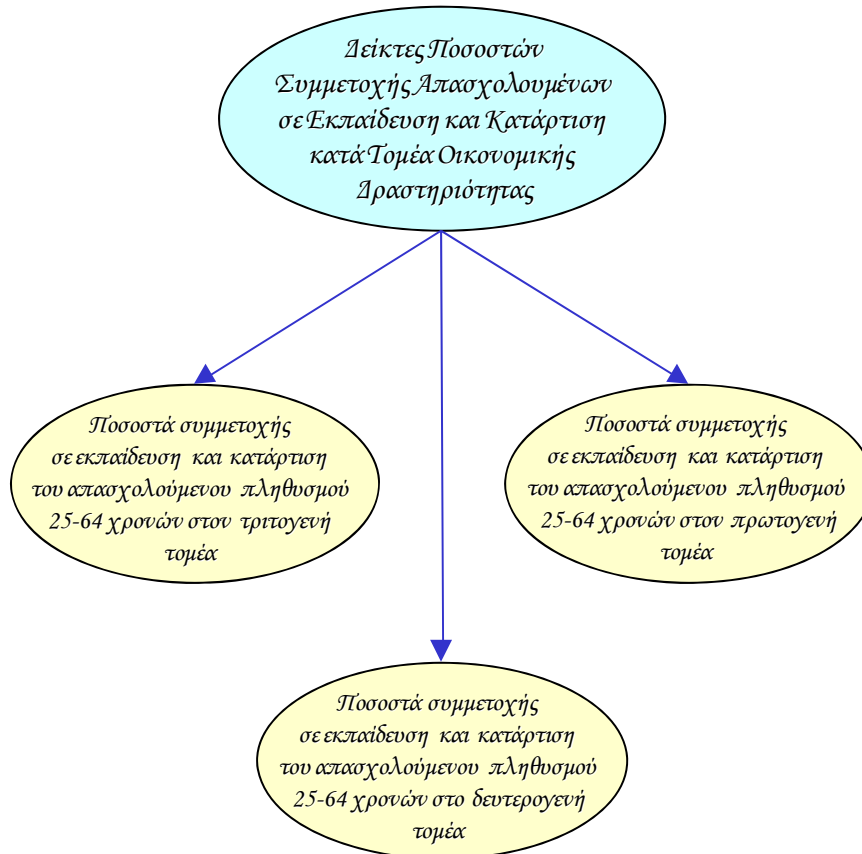 Δείκτες Ποσοστών
Συμμετοχής Απασχολουμένων
σε Εκπαίδευση και Κατάρτιση
κατά Τομέα Οικονομικής
Δραστηριότητας
Ποσοστά συμμετοχής
σε εκπαίδευση και κατάρτιση
του απασχολούμενου πληθυσμού
25-64 χρονών στον τριτογενή
τομέα
Ποσοστά συμμετοχής
σε εκπαίδευση και κατάρτιση
του απασχολούμενου πληθυσμού
25-64 χρονών στον πρωτογενή
τομέα
Ποσοστά συμμετοχής
σε εκπαίδευση και κατάρτιση
του απασχολούμενου πληθυσμού
25-64 χρονών στο δευτερογενή
τομέα